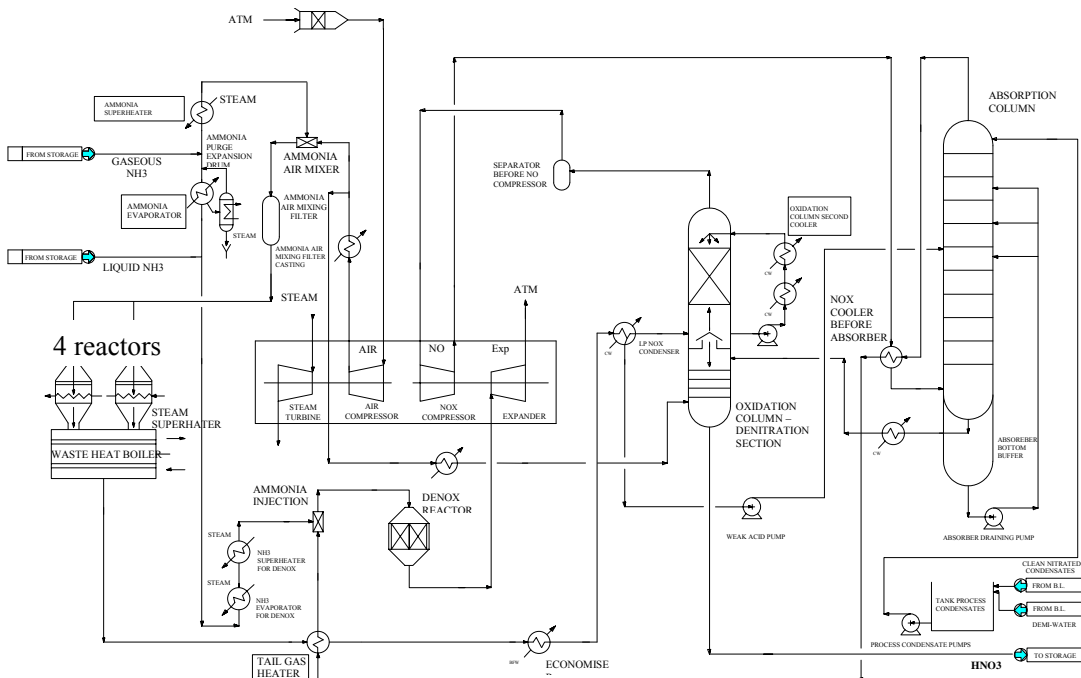 ATM
AMMONIA
SUPERHEATER
STEAM
FROM STORAGE
GASEOUS
NH3
AMMONIA
PURGE
EXPANSION
DRUM
AMMONIA
AIR MIXER
AMMONIA
EVAPORATOR
STEAM
AMMONIA
AIR MIXING
FILTER
AMMONIA AIR
MIXING FILTER
CASTING
FROM STORAGE
LIQUID NH3
STEAM
SEPARATOR
BEFORE NO
COMPRESSOR
OXIDATION
COLUMN SECOND
COOLER
CW
CW
ABSORPTION
COLUMN
ATM
4 reactors
AIR
NO
Exp
STEAM
TURBINE
AIR
COMPRESSOR
NOX
COMPRESSOR
EXPANDER
CW
LP NOX
CONDENSER
NOX
COOLER
BEFORE
ABSORBER
STEAM
SUPERHATER
WASTE HEAT BOILER
OXIDATION
COLUMN –
DENITRATION
SECTION
CW
ABSOREBER
BOTTOM
BUFFER
AMMONIA
INJECTION
DENOX
REACTOR
STEAM
NH3
SUPERHEATER
FOR DENOX
STEAM
NH3
EVAPORATOR
FOR DENOX
WEAK ACID PUMP
ABSORBER DRAINING PUMP
CLEAN NITRATED
CONDENSATES
FROM B.L.
TANK PROCESS
CONDENSATES
FROM B.L.
DEMI-WATER
PROCESS CONDENSATE PUMPS
TAIL GAS
HEATER
BFW
ECONOMISE
HNO3
TO STORAGE